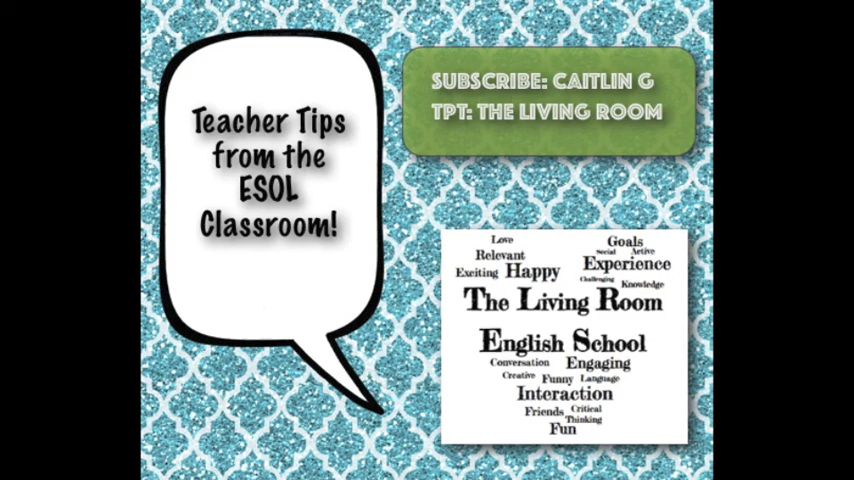 Teacher Tips
from the
ESOL
Classroom!
SUBSCRIBE: CAITLIN G
TPT: THE LIVING ROOM
Love Goals
Relevant Social Active
Exciting Happy Experience
Challenging Knowledge
The Living Room
English School
Conversation Engaging
Creative Funny Language
Interaction
Friends Critical
Thinking
Fun